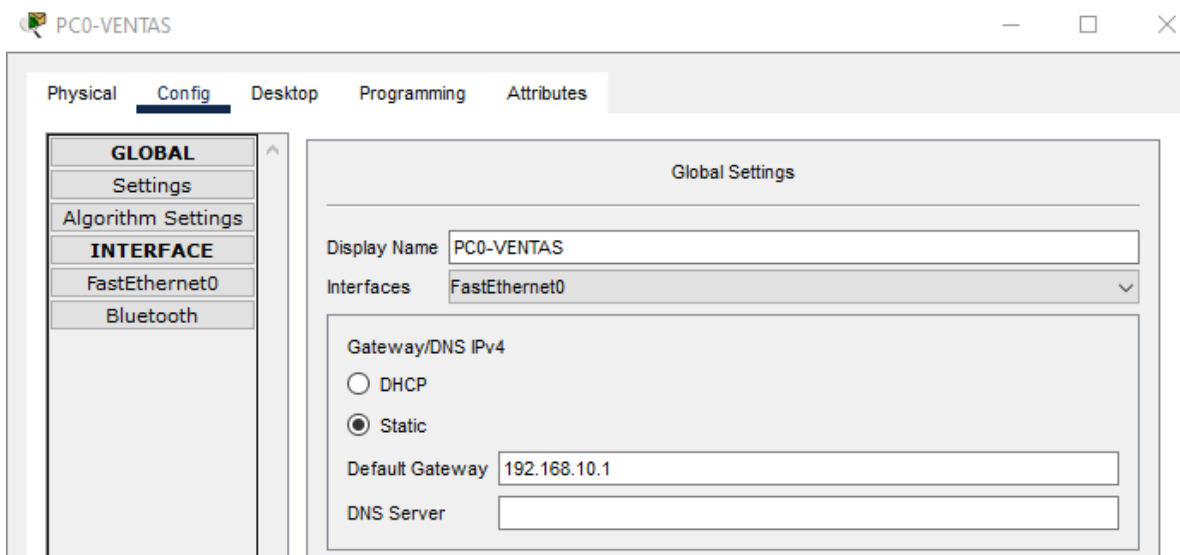 PC0-VENTAS
Physical Config Desktop Programming Attributes
GLOBAL
Settings
Algorithm Settings
INTERFACE
FastEthernet0
Bluetooth
Global Settings
Display Name PC0-VENTAS
Interfaces FastEthernet0
Gateway/DNS IPv4
DHCP
Static
Default Gateway 192.168.10.1
DNS Server